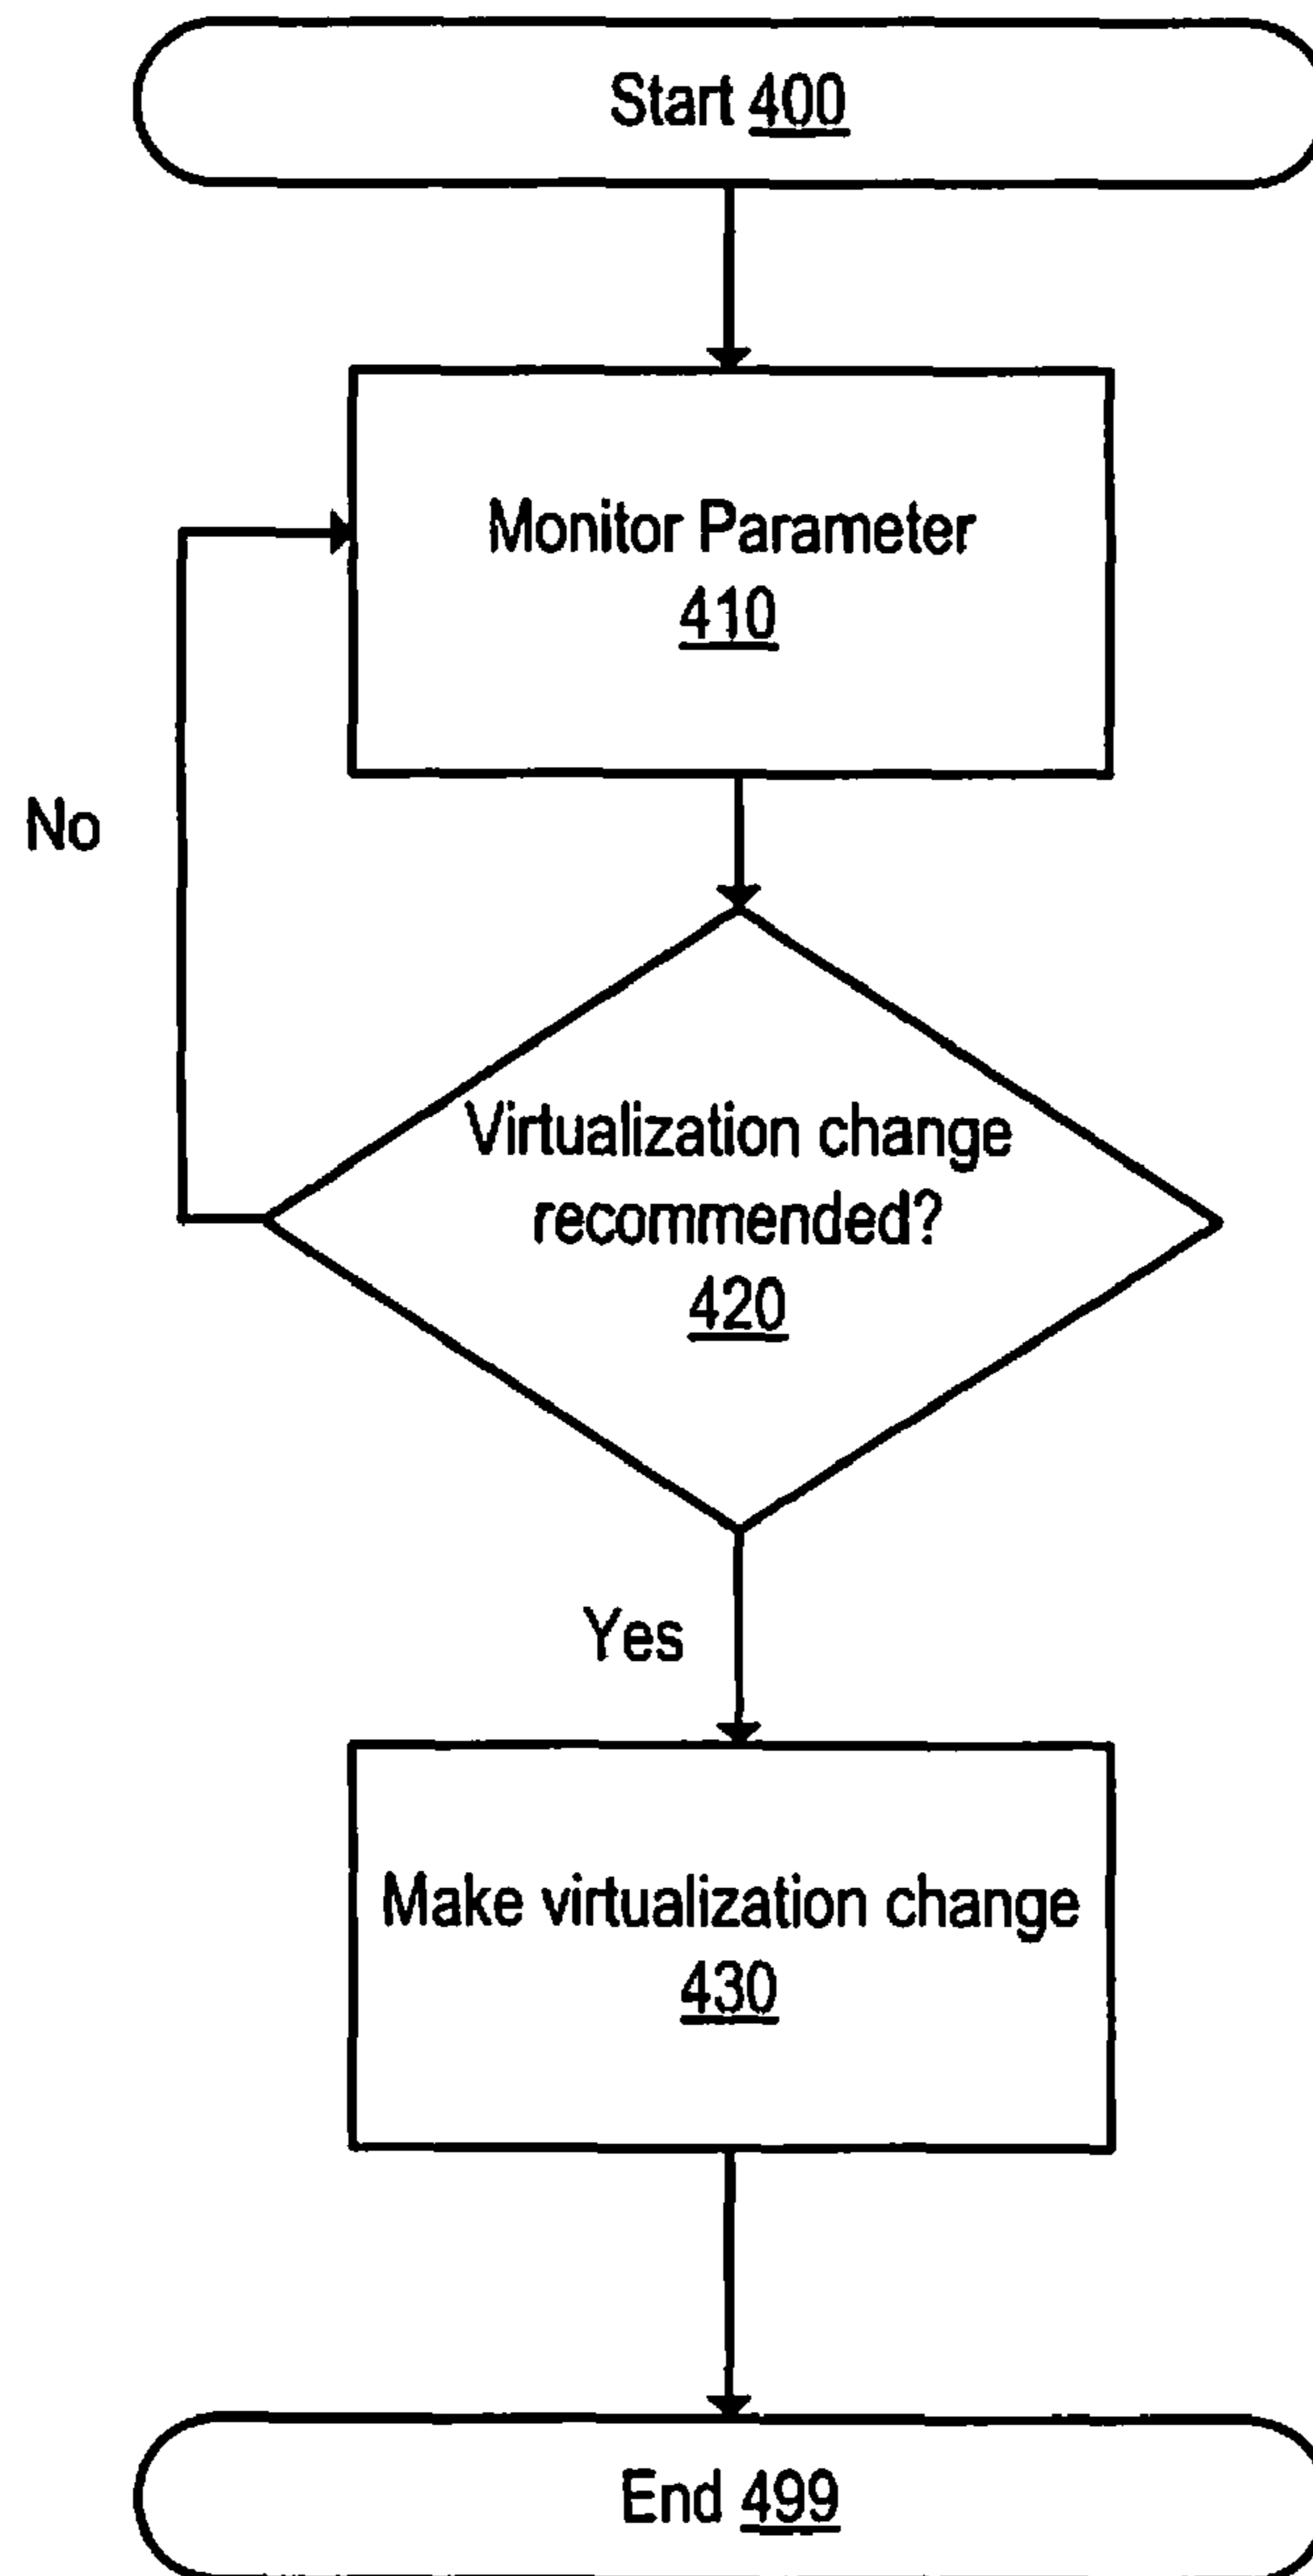 Start 400
Monitor Parameter
410
No
Virtualization change
recommended?
420
Yes
Make virtualization change
430
End 499